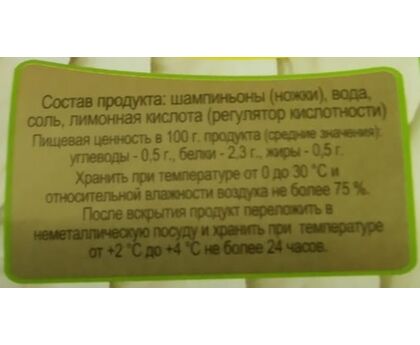 Состав продукта: шампиньоны (ножки), вода,
соль, лимонная кислота (регулятор кислотности)
Пищевая ценность в 100 г. продукта (средние значения):
углеводы - 0,5 г., белки - 2,3 г., жиры - 0,5 г.
Хранить при температуре от 0 до 30 °С и
относительной влажности воздуха не более 75 %.
После вскрытия продукт переложить в
неметаллическую посуду и хранить при температуре
от +2 °С до +4 °С не более 24 часов.